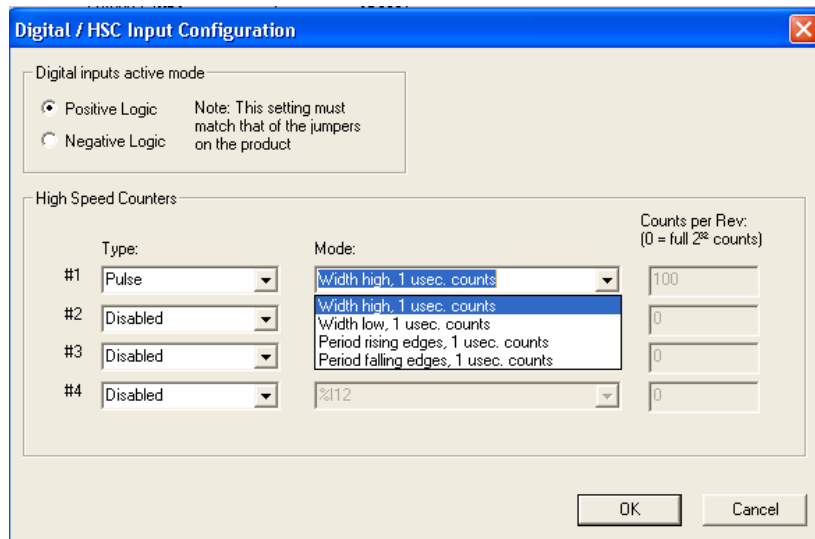 Digital / HSC Input Configuration
Digital inputs active mode
Positive Logic
Negative Logic
Note: This setting must
match that of the jumpers
on the product
High Speed Counters
Counts per Rev:
(0 = full 2³² counts)
Type:
Mode:
#1
Pulse
Width high, 1 usec. counts
100
Width high, 1 usec. counts
Width low, 1 usec. counts
Period rising edges, 1 usec. counts
Period falling edges, 1 usec. counts
#2
Disabled
0
#3
Disabled
0
#4
Disabled
%I12
0
OK
Cancel